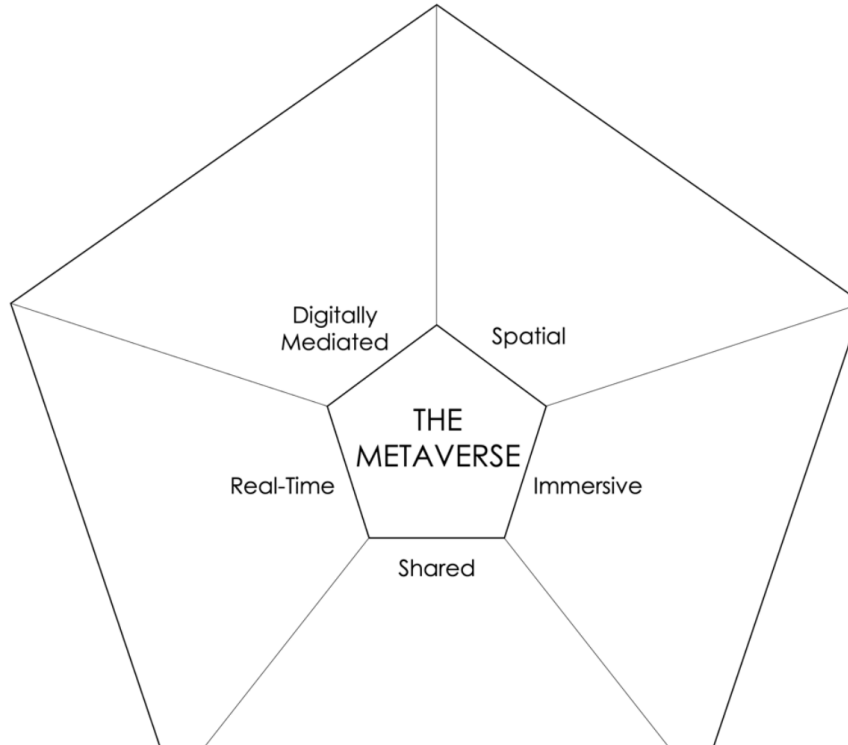 Digitally
Mediated
Spatial
THE
METAVERSE
Real-Time
Immersive
Shared